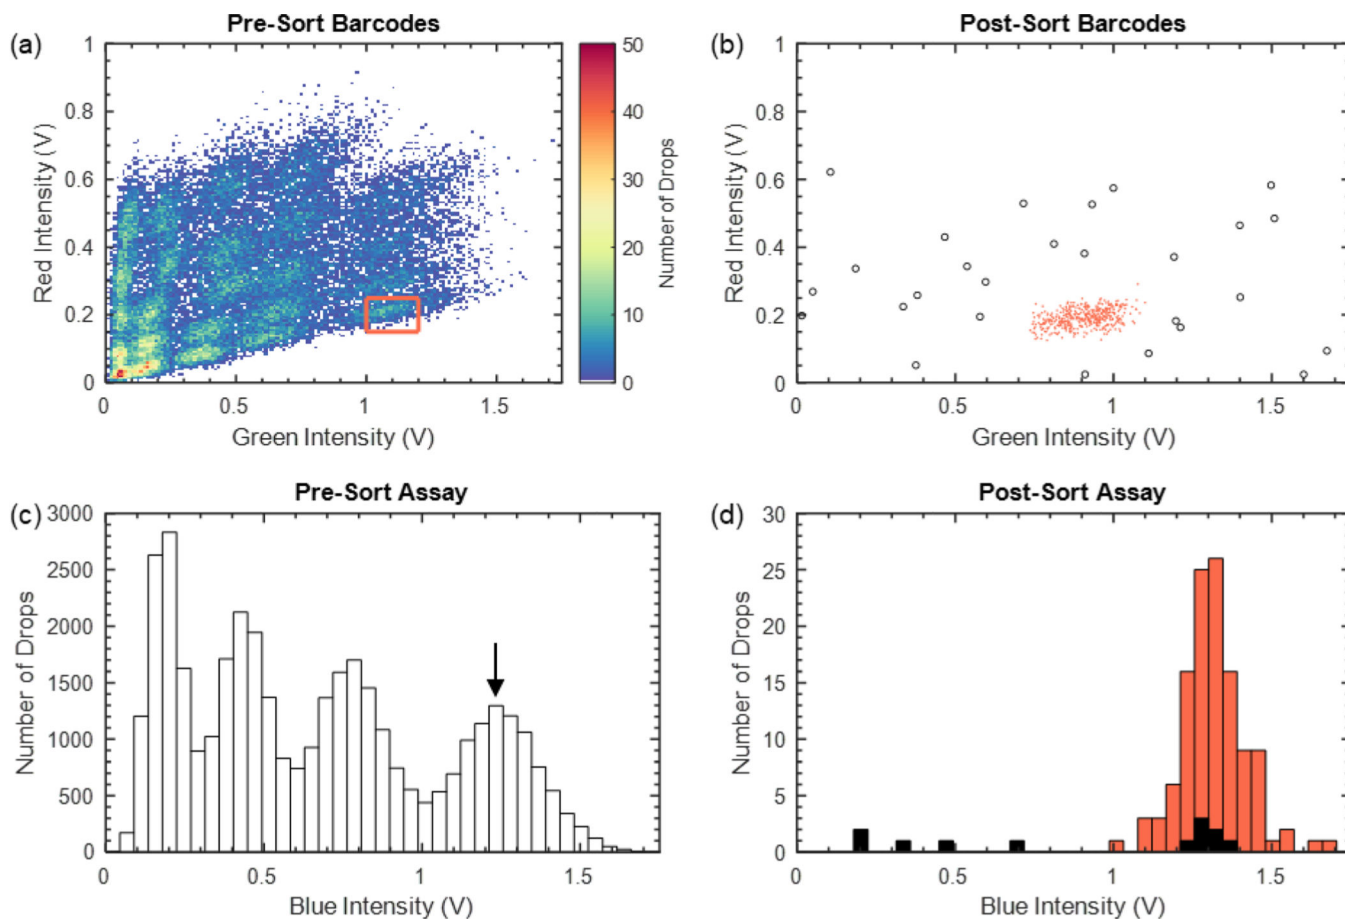 Pre-Sort Barcodes
(a)
1
0.8
0.6
0.4
0.2
0
Red Intensity (V)
0
0.5
1
1.5
Green Intensity (V)
50
40
30
20
10
0
Number of Drops
Post-Sort Barcodes
(b)
1
0.8
0.6
0.4
0.2
0
Red Intensity (V)
0
0.5
1
1.5
Green Intensity (V)
Pre-Sort Assay
(c)
3000
2500
2000
1500
1000
500
0
Number of Drops
0
0.5
1
1.5
Blue Intensity (V)
Post-Sort Assay
(d)
30
25
20
15
10
5
0
Number of Drops
0
0.5
1
1.5
Blue Intensity (V)